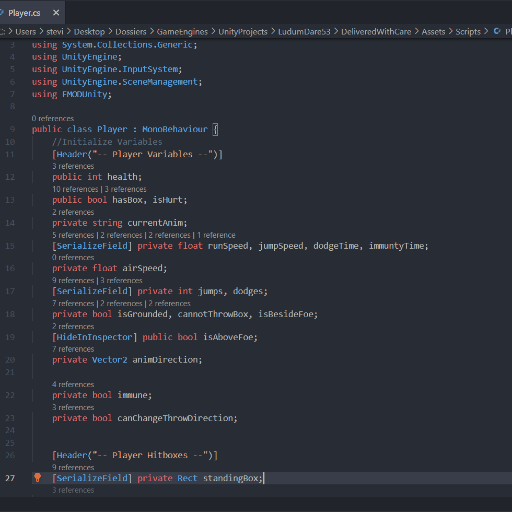 Player.cs ×
C: > Users > stevi > Desktop > Dossiers > GameEngines > UnityProjects > LudumDare53 > DeliveredWithCare > Assets > Scripts >
3 using System.Collections.Generic;
4 using UnityEngine;
5 using UnityEngine.InputSystem;
6 using UnityEngine.SceneManagement;
7 using FMODUnity;
8
0 references
9 public class Player : MonoBehaviour {
10 //Initialize Variables
11 [Header("-- Player Variables --")]
3 references
12 public int health;
10 references | 3 references
13 public bool hasBox, isHurt;
2 references
14 private string currentAnim;
5 references | 2 references | 2 references | 1 reference
15 [SerializeField] private float runSpeed, jumpSpeed, dodgeTime, immuntyTime;
0 references
16 private float airSpeed;
9 references | 3 references
17 [SerializeField] private int jumps, dodges;
7 references | 2 references | 2 references
18 private bool isGrounded, cannotThrowBox, isBesideFoe;
2 references
19 [HideInInspector] public bool isAboveFoe;
7 references
20 private Vector2 animDirection;
21
4 references
22 private bool immune;
3 references
23 private bool canChangeThrowDirection;
24
25
26 [Header("-- Player Hitboxes --")]
9 references
27 [SerializeField] private Rect standingBox;
3 references